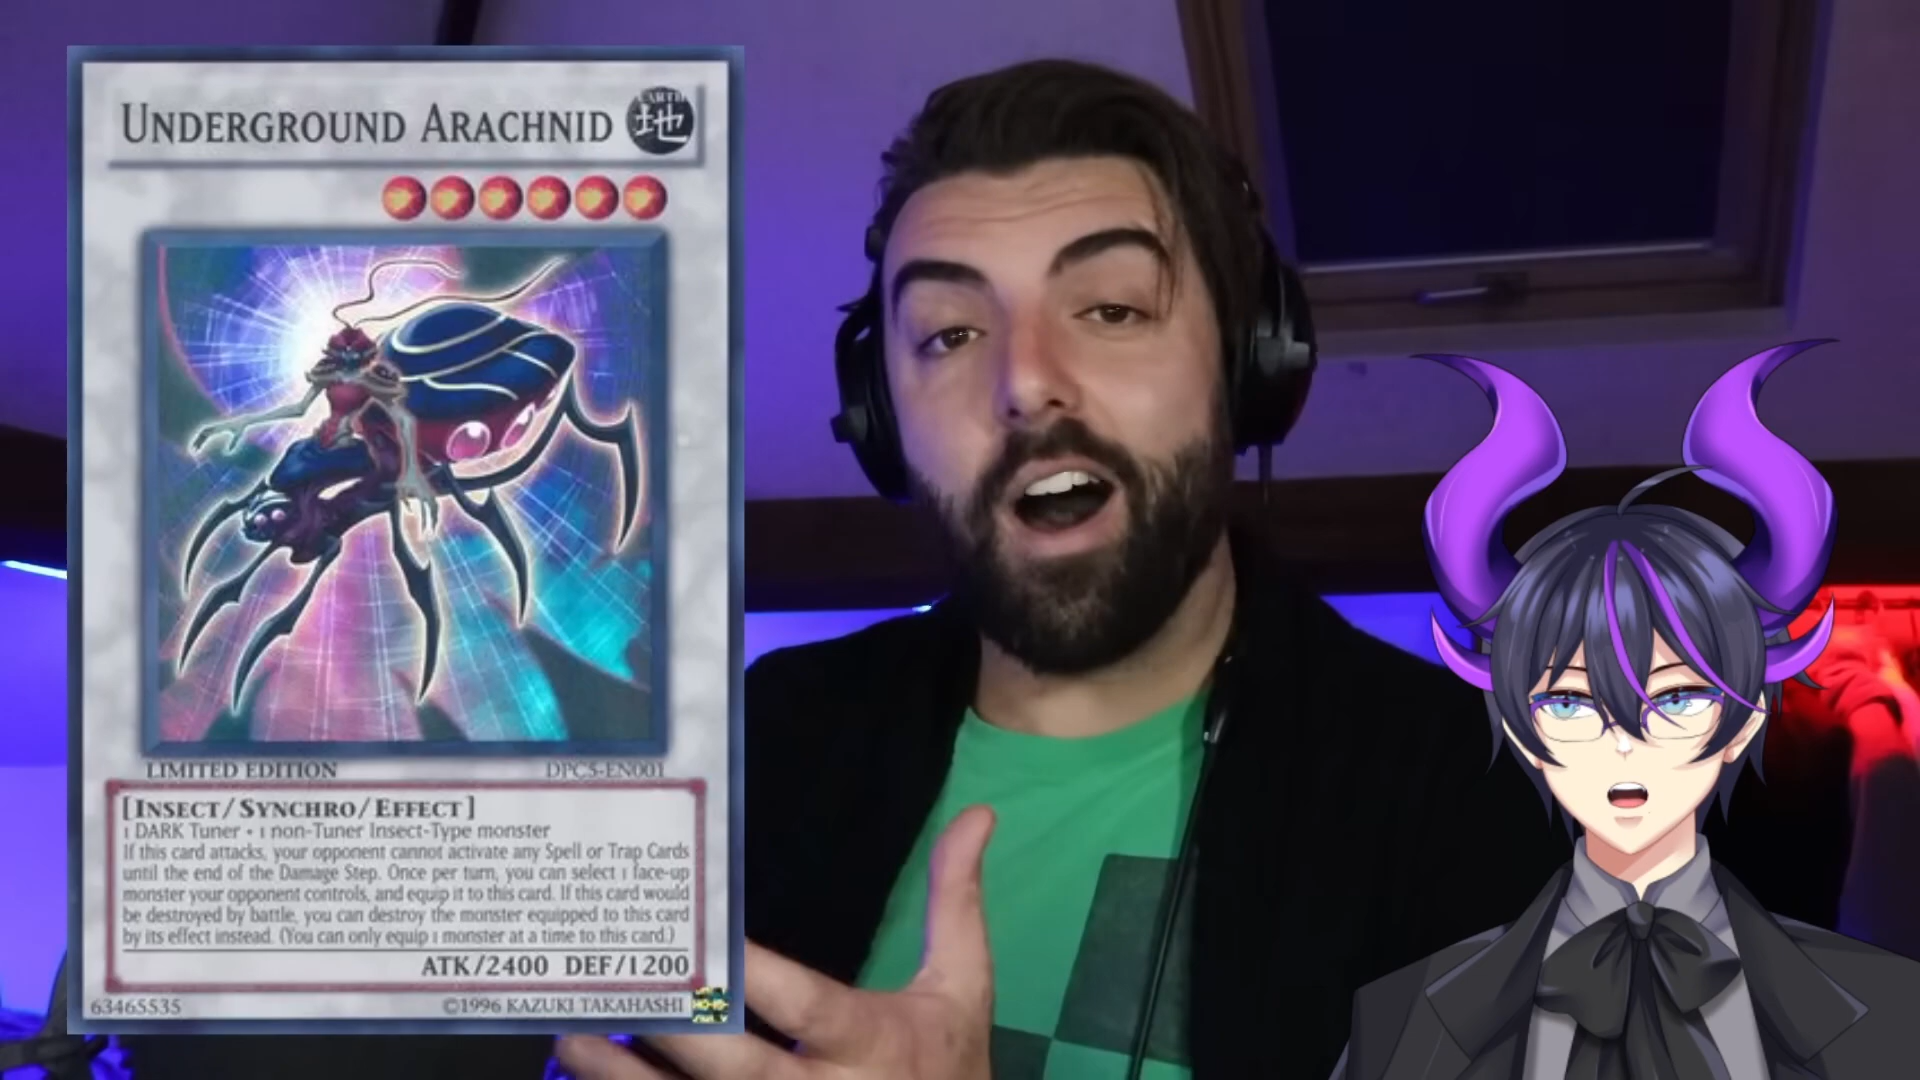 UNDERGROUND ARACHNID
EARTH
地
LIMITED EDITION DPC5-EN001
[INSECT/SYNCHRO/EFFECT]
1 DARK Tuner + 1 non-Tuner Insect-Type monster
If this card attacks, your opponent cannot activate any Spell or Trap Cards
until the end of the Damage Step. Once per turn, you can select 1 face-up
monster your opponent controls, and equip it to this card. If this card would
be destroyed by battle, you can destroy the monster equipped to this card
by its effect instead. (You can only equip 1 monster at a time to this card.)
ATK/2400 DEF/1200
63465535 ©1996 KAZUKI TAKAHASHI